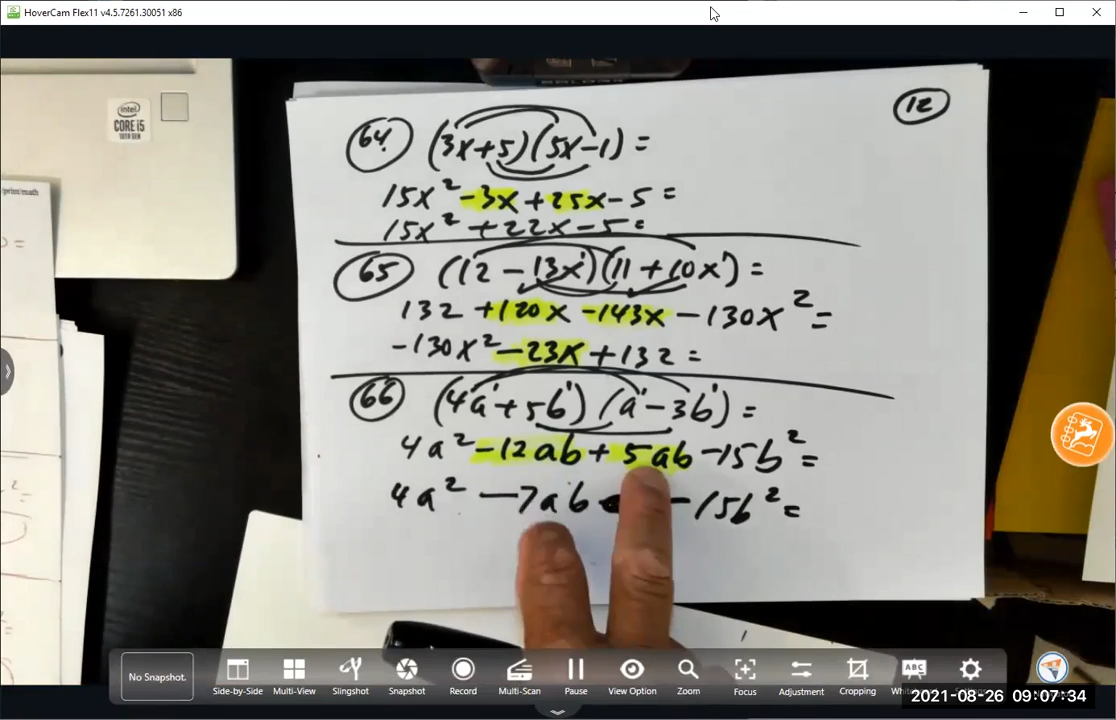 HoverCam Flex11 v4.5.7261.30051 x86
intel
CORE i5
10TH GEN
12
64. (3x+5)(5x-1)=
15x²-3x+25x-5=
15x²+22x-5=
65 (12-13x')(11+10x')=
132+120x-143x-130x²=
-130x²-23x+132=
66 (4a'+5b')(a'-3b')=
4a²-12ab+5ab-15b²=
4a²-7ab -15b²=
No Snapshot.
Side-by-Side
Multi-View
Slingshot
Snapshot
Record
Multi-Scan
Pause
View Option
Zoom
Focus
Adjustment
Cropping
ABC
2021-08-26 09:07:34